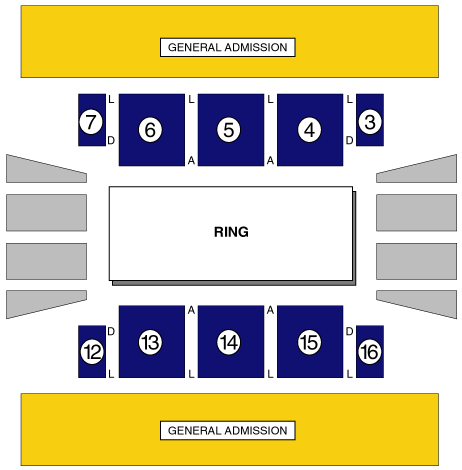 GENERAL ADMISSION
L L L L
7 6 5 4 3
D D
A A
RING
A A
D D
12 13 14 15 16
L L L L
GENERAL ADMISSION